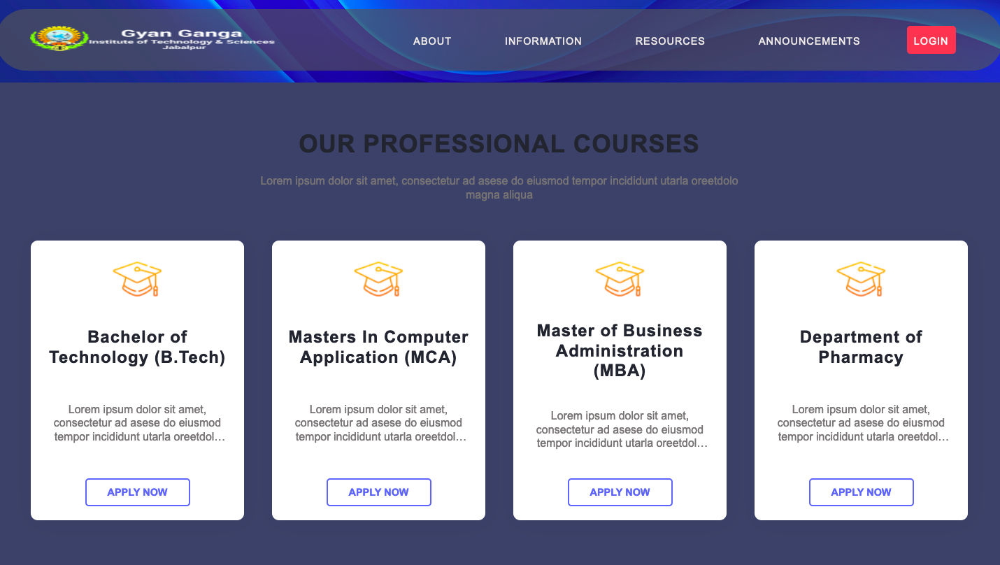 Gyan Ganga
Institute of Technology & Sciences
Jabalpur
ABOUT
INFORMATION
RESOURCES
ANNOUNCEMENTS
LOGIN
OUR PROFESSIONAL COURSES
Lorem ipsum dolor sit amet, consectetur ad asese do eiusmod tempor incididunt utarla oreetdolo
magna aliqua
Bachelor of
Technology (B.Tech)
Lorem ipsum dolor sit amet,
consectetur ad asese do eiusmod
tempor incididunt utarla oreetdol…
APPLY NOW
Masters In Computer
Application (MCA)
Lorem ipsum dolor sit amet,
consectetur ad asese do eiusmod
tempor incididunt utarla oreetdol…
APPLY NOW
Master of Business
Administration
(MBA)
Lorem ipsum dolor sit amet,
consectetur ad asese do eiusmod
tempor incididunt utarla oreetdol…
APPLY NOW
Department of
Pharmacy
Lorem ipsum dolor sit amet,
consectetur ad asese do eiusmod
tempor incididunt utarla oreetdol…
APPLY NOW